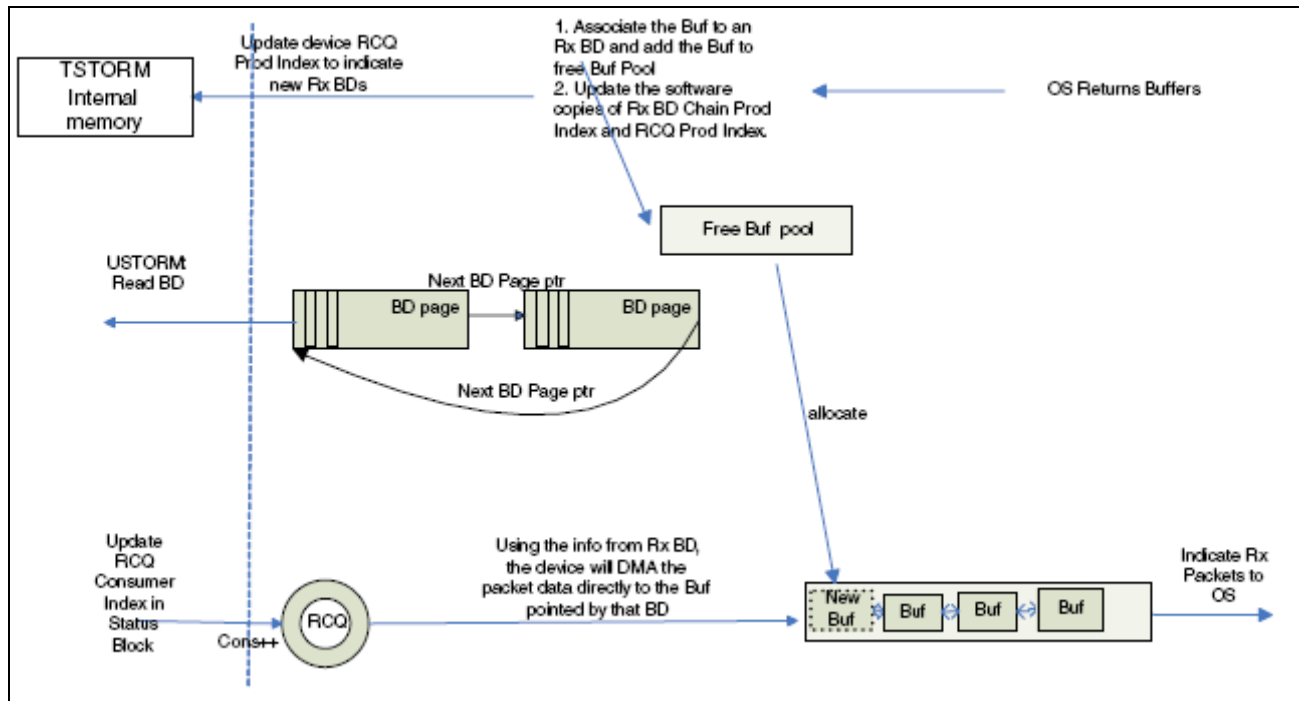 TSTORM
Internal
memory
Update device RCQ
Prod Index to indicate
new Rx BDs
1. Associate the Buf to an
Rx BD and add the Buf to
free Buf Pool
2. Update the software
copies of Rx BD Chain Prod
Index and RCQ Prod Index.
OS Returns Buffers
Free Buf pool
USTORM:
Read BD
Next BD Page ptr
BD page
BD page
Next BD Page ptr
allocate
Update
RCQ
Consumer
Index in
Status
Block
Cons++
RCQ
Using the info from Rx BD,
the device will DMA the
packet data directly to the Buf
pointed by that BD
New
Buf
Buf
Buf
Buf
Indicate Rx
Packets to
OS